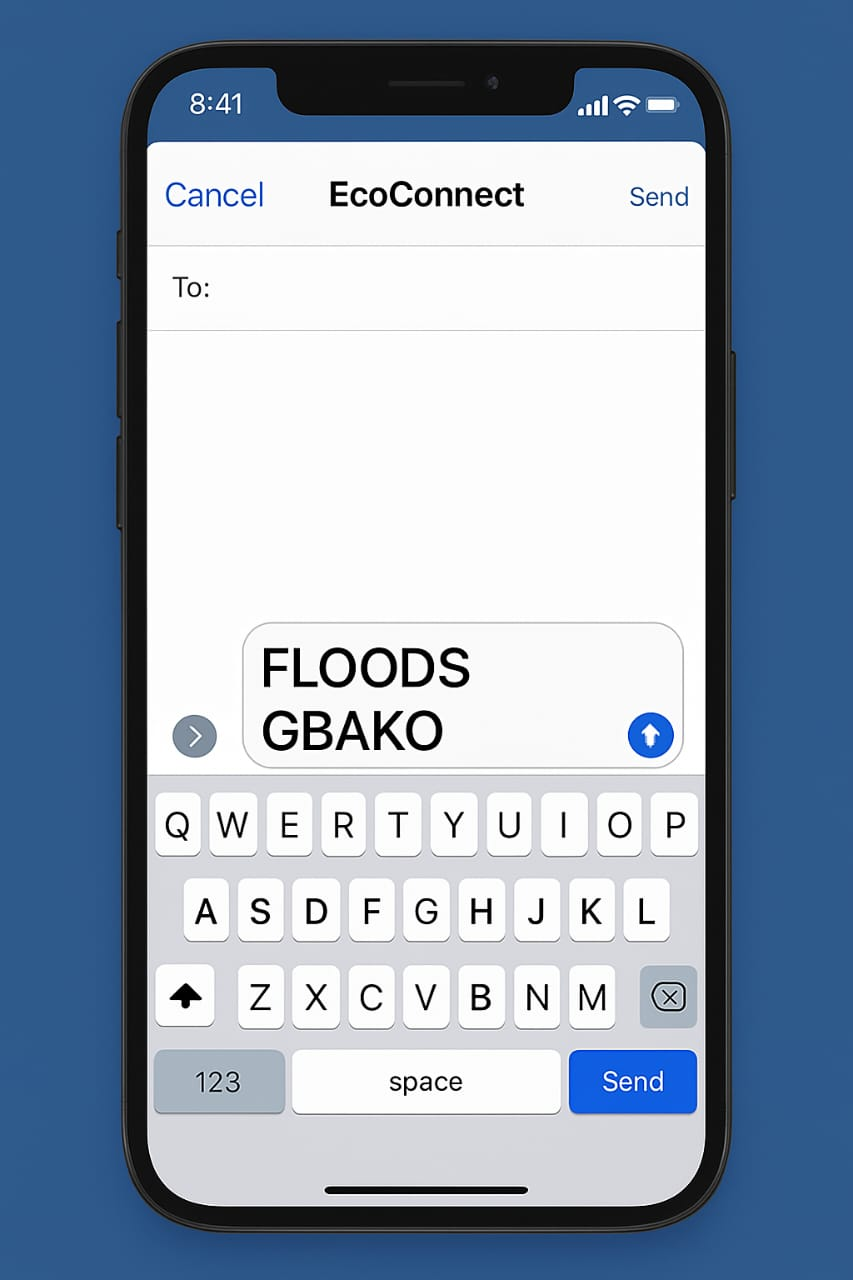 8:41
Cancel EcoConnect Send
To:
FLOODS
GBAKO
Q W E R T Y U I O P
A S D F G H J K L
Z X C V B N M
123 space Send